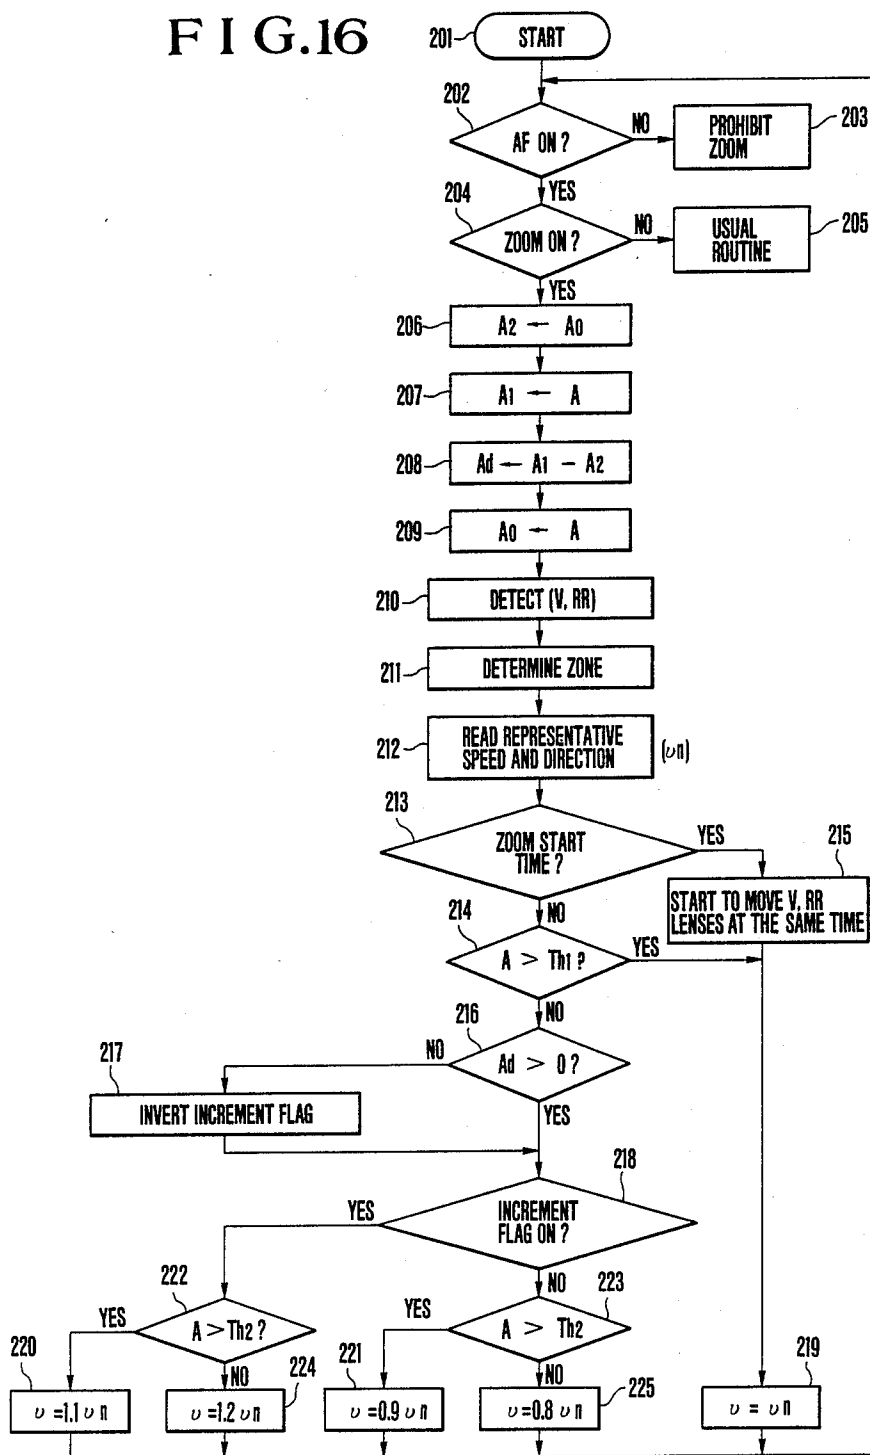 FIG.16
201
START
202
AF ON ?
NO
PROHIBIT
ZOOM
203
YES
204
ZOOM ON ?
NO
USUAL
ROUTINE
205
YES
206
A2 ← A0
207
A1 ← A
208
Ad ← A1 − A2
209
A0 ← A
210
DETECT (V, RR)
211
DETERMINE ZONE
212
READ REPRESENTATIVE
SPEED AND DIRECTION
(υn)
213
ZOOM START
TIME ?
YES
215
START TO MOVE V, RR
LENSES AT THE SAME TIME
NO
214
A > Th1 ?
YES
NO
216
Ad > 0 ?
NO
217
INVERT INCREMENT FLAG
YES
218
INCREMENT
FLAG ON ?
YES
NO
222
A > Th2 ?
YES
NO
223
A > Th2
YES
NO
220
υ =1.1 υ n
224
υ =1.2 υ n
221
υ =0.9 υ n
225
υ =0.8 υ n
219
υ = υ n